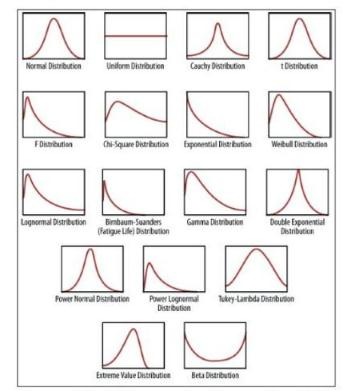 Normal Distribution
Uniform Distribution
Cauchy Distribution
t Distribution
F Distribution
Chi-Square Distribution
Exponential Distribution
Weibull Distribution
Lognormal Distribution
Birnbaum-Saunders
(Fatigue Life) Distribution
Gamma Distribution
Double Exponential
Distribution
Power Normal Distribution
Power Lognormal
Distribution
Tukey-Lambda Distribution
Extreme Value Distribution
Beta Distribution